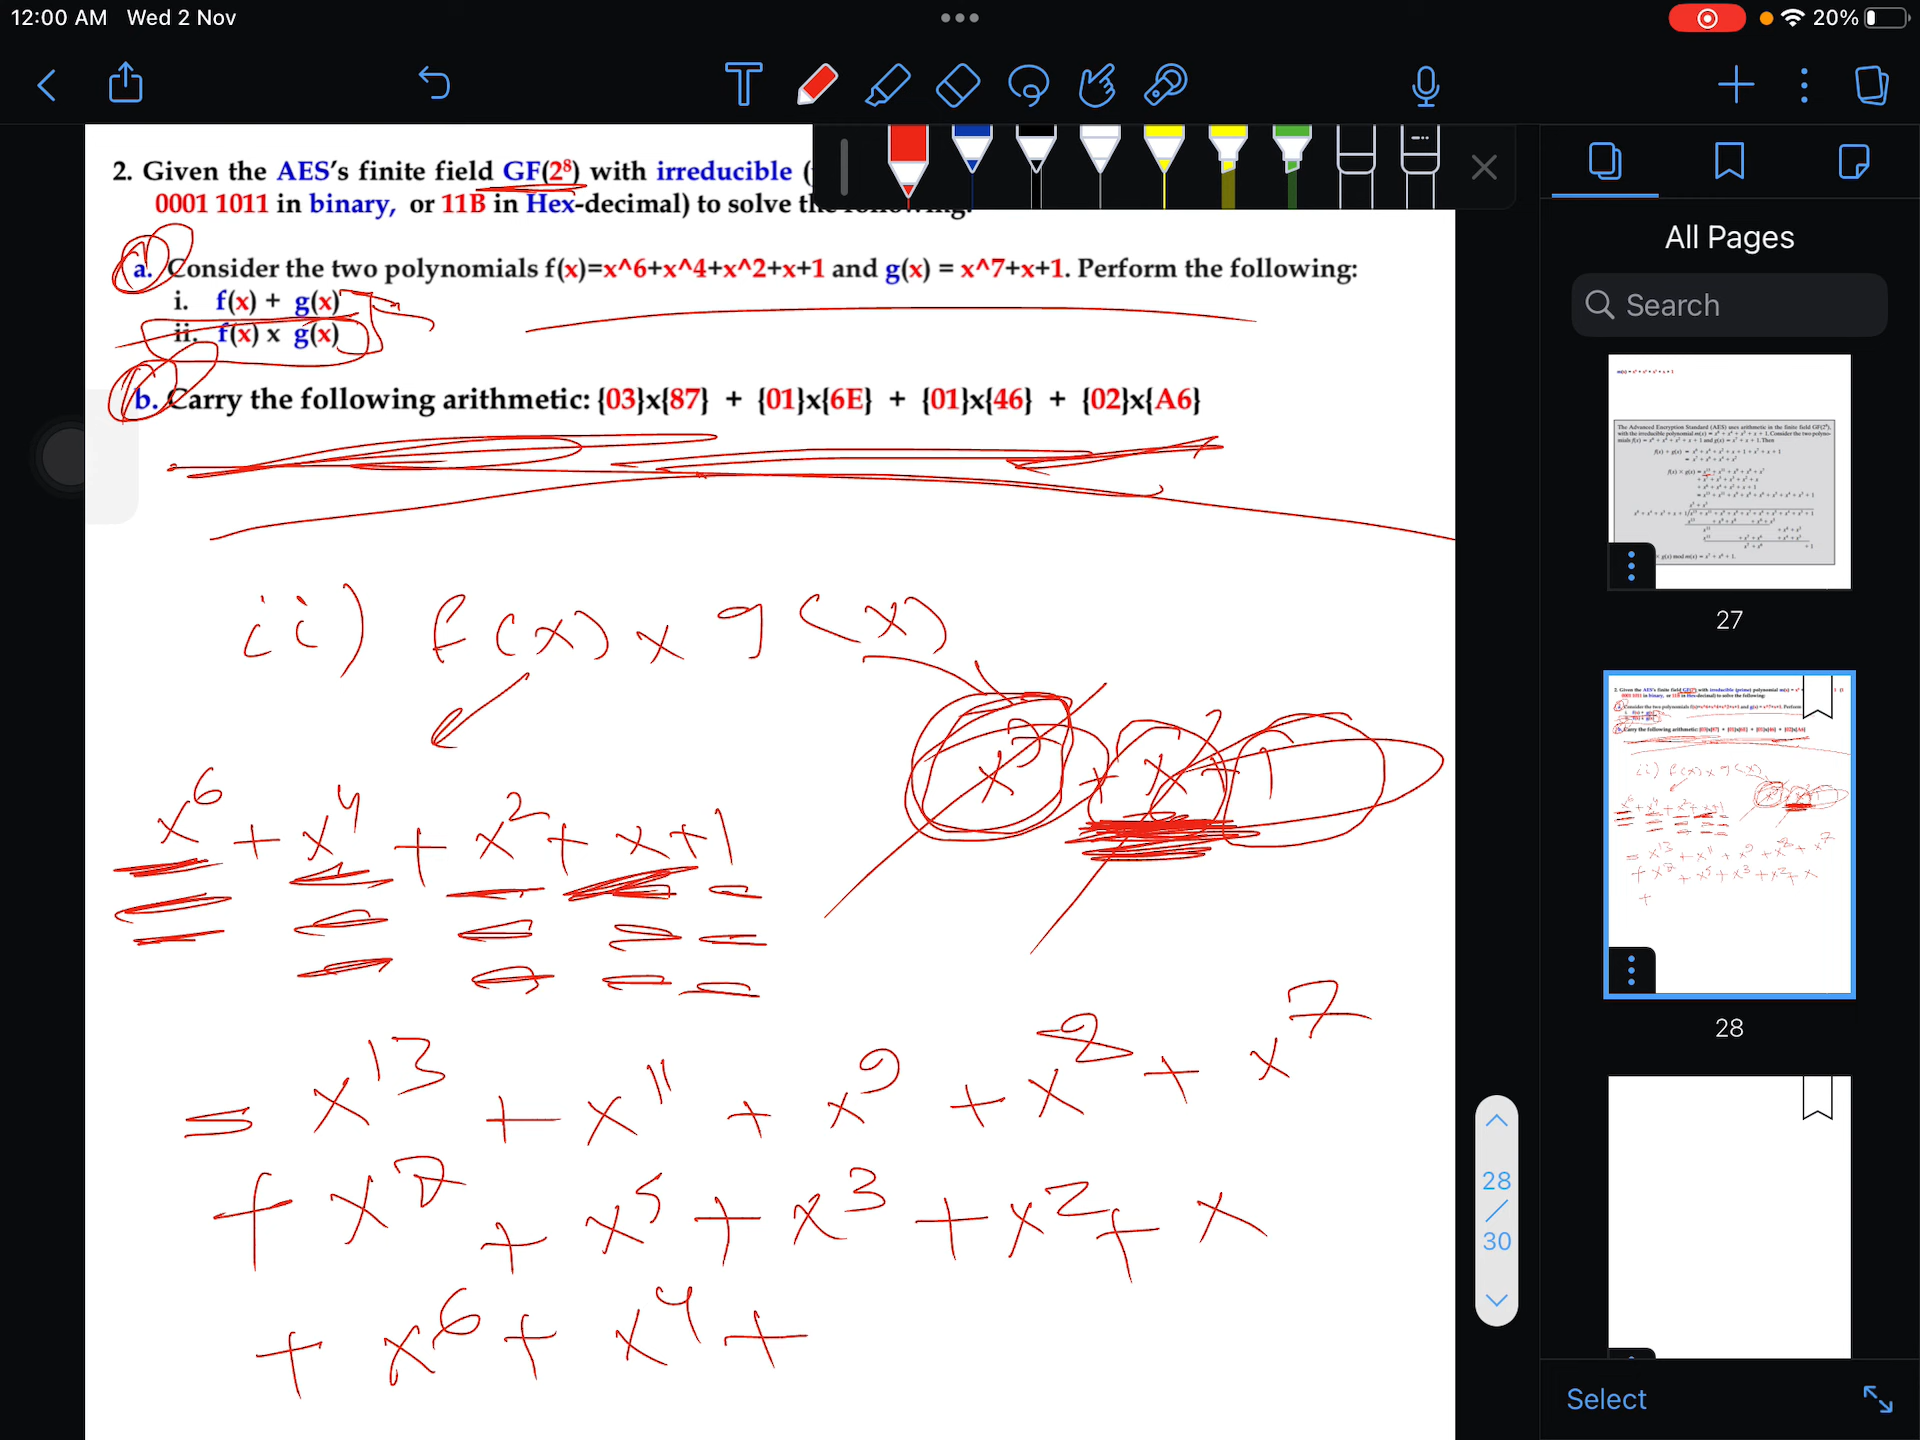 12:00 AM Wed 2 Nov
20%
2. Given the AES's finite field GF(2⁸) with irreducible (
0001 1011 in binary, or 11B in Hex-decimal) to solve the following:
a. Consider the two polynomials f(x)=x^6+x^4+x^2+x+1 and g(x) = x^7+x+1. Perform the following:
i. f(x) + g(x)
ii. f(x) x g(x)
b. Carry the following arithmetic: {03}x{87} + {01}x{6E} + {01}x{46} + {02}x{A6}
ii) f(x) x g(x)
x⁷ + x + 1
x⁶ + x⁴ + x² + x + 1
= x¹³ + x¹¹ + x⁹ + x⁸ + x⁷
+ x⁷ + x⁵ + x³ + x² + x
+ x⁶ + x⁴ +
28
/
30
All Pages
Search
27
28
Select